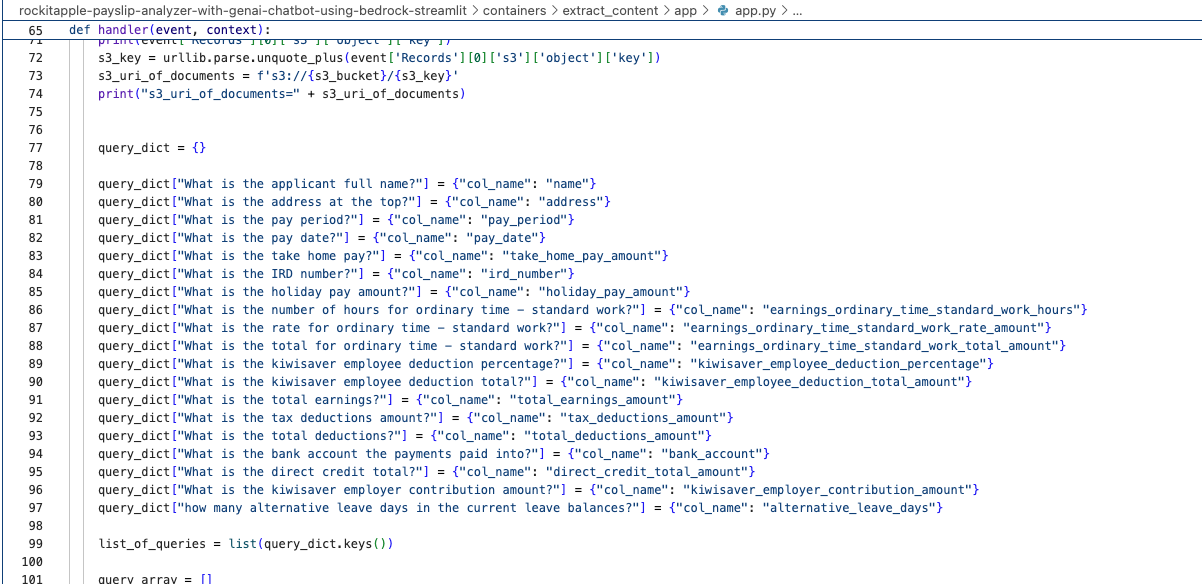 rockitapple-payslip-analyzer-with-genai-chatbot-using-bedrock-streamlit > containers > extract_content > app > app.py > ...
65 def handler(event, context):
71 print(event['Records'][0]['s3']['object']['key'])
72 s3_key = urllib.parse.unquote_plus(event['Records'][0]['s3']['object']['key'])
73 s3_uri_of_documents = f's3://{s3_bucket}/{s3_key}'
74 print("s3_uri_of_documents=" + s3_uri_of_documents)
75
76
77 query_dict = {}
78
79 query_dict["What is the applicant full name?"] = {"col_name": "name"}
80 query_dict["What is the address at the top?"] = {"col_name": "address"}
81 query_dict["What is the pay period?"] = {"col_name": "pay_period"}
82 query_dict["What is the pay date?"] = {"col_name": "pay_date"}
83 query_dict["What is the take home pay?"] = {"col_name": "take_home_pay_amount"}
84 query_dict["What is the IRD number?"] = {"col_name": "ird_number"}
85 query_dict["What is the holiday pay amount?"] = {"col_name": "holiday_pay_amount"}
86 query_dict["What is the number of hours for ordinary time – standard work?"] = {"col_name": "earnings_ordinary_time_standard_work_hours"}
87 query_dict["What is the rate for ordinary time – standard work?"] = {"col_name": "earnings_ordinary_time_standard_work_rate_amount"}
88 query_dict["What is the total for ordinary time – standard work?"] = {"col_name": "earnings_ordinary_time_standard_work_total_amount"}
89 query_dict["What is the kiwisaver employee deduction percentage?"] = {"col_name": "kiwisaver_employee_deduction_percentage"}
90 query_dict["What is the kiwisaver employee deduction total?"] = {"col_name": "kiwisaver_employee_deduction_total_amount"}
91 query_dict["What is the total earnings?"] = {"col_name": "total_earnings_amount"}
92 query_dict["What is the tax deductions amount?"] = {"col_name": "tax_deductions_amount"}
93 query_dict["What is the total deductions?"] = {"col_name": "total_deductions_amount"}
94 query_dict["What is the bank account the payments paid into?"] = {"col_name": "bank_account"}
95 query_dict["What is the direct credit total?"] = {"col_name": "direct_credit_total_amount"}
96 query_dict["What is the kiwisaver employer contribution amount?"] = {"col_name": "kiwisaver_employer_contribution_amount"}
97 query_dict["how many alternative leave days in the current leave balances?"] = {"col_name": "alternative_leave_days"}
98
99 list_of_queries = list(query_dict.keys())
100
101 query_array = []